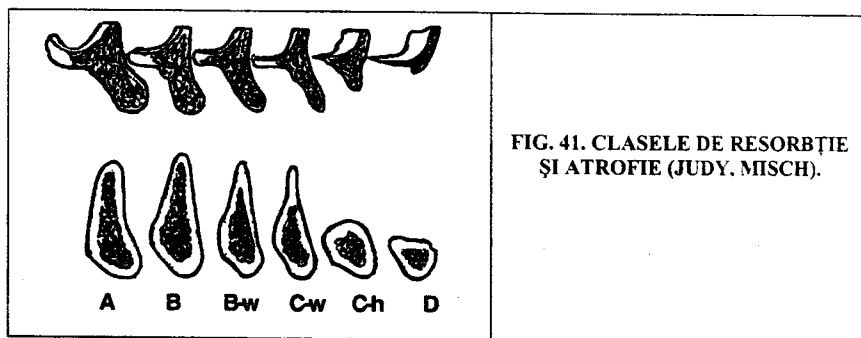 FIG. 41. CLASELE DE RESORBȚIE
ȘI ATROFIE (JUDY. MISCH).
A B B-w C-w C-h D